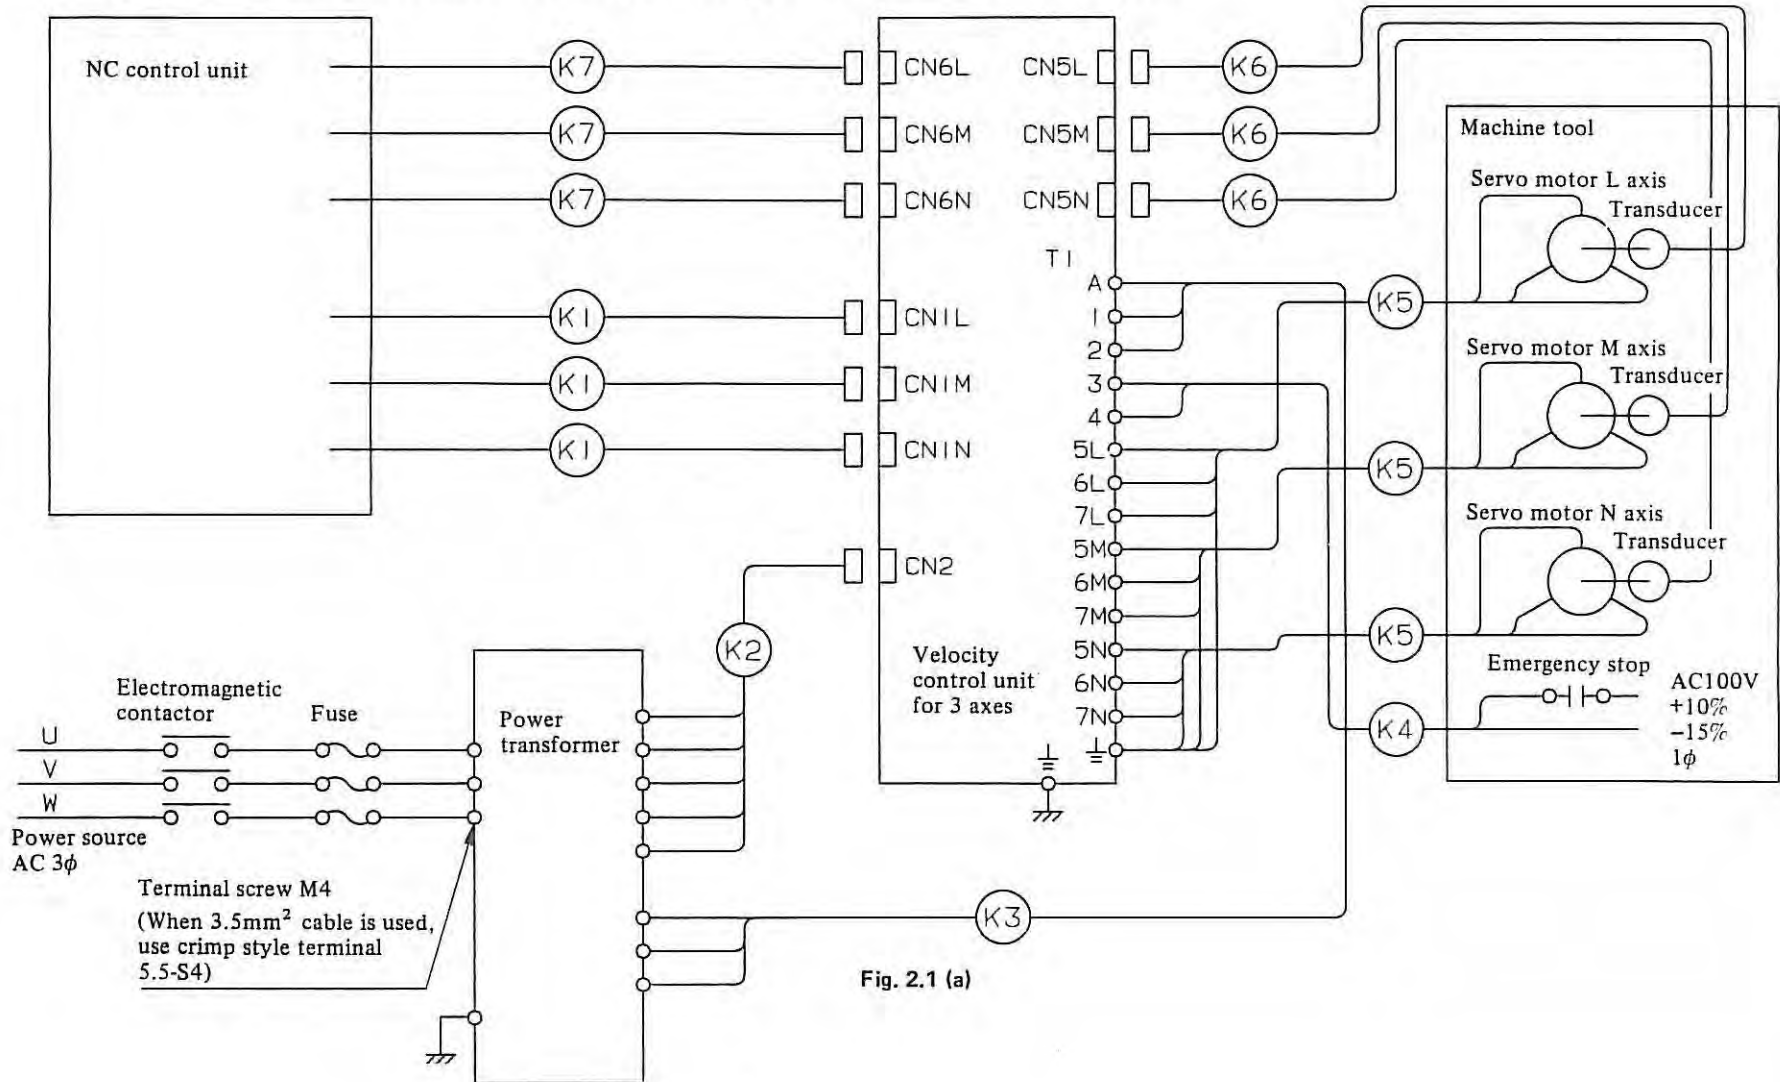 NC control unit
K7
K7
K7
K1
K1
K1
CN6L
CN6M
CN6N
CN1L
CN1M
CN1N
CN2
CN5L
CN5M
CN5N
T1
A
1
2
3
4
5L
6L
7L
5M
6M
7M
5N
6N
7N
Velocity
control unit
for 3 axes
K6
K6
K6
K5
K5
K5
K4
Machine tool
Servo motor L axis
Transducer
Servo motor M axis
Transducer
Servo motor N axis
Transducer
Emergency stop
AC100V
+10%
−15%
1ϕ
K2
K3
Electromagnetic
contactor
Fuse
Power
transformer
U
V
W
Power source
AC 3ϕ
Terminal screw M4
(When 3.5mm² cable is used,
use crimp style terminal
5.5-S4)
Fig. 2.1 (a)